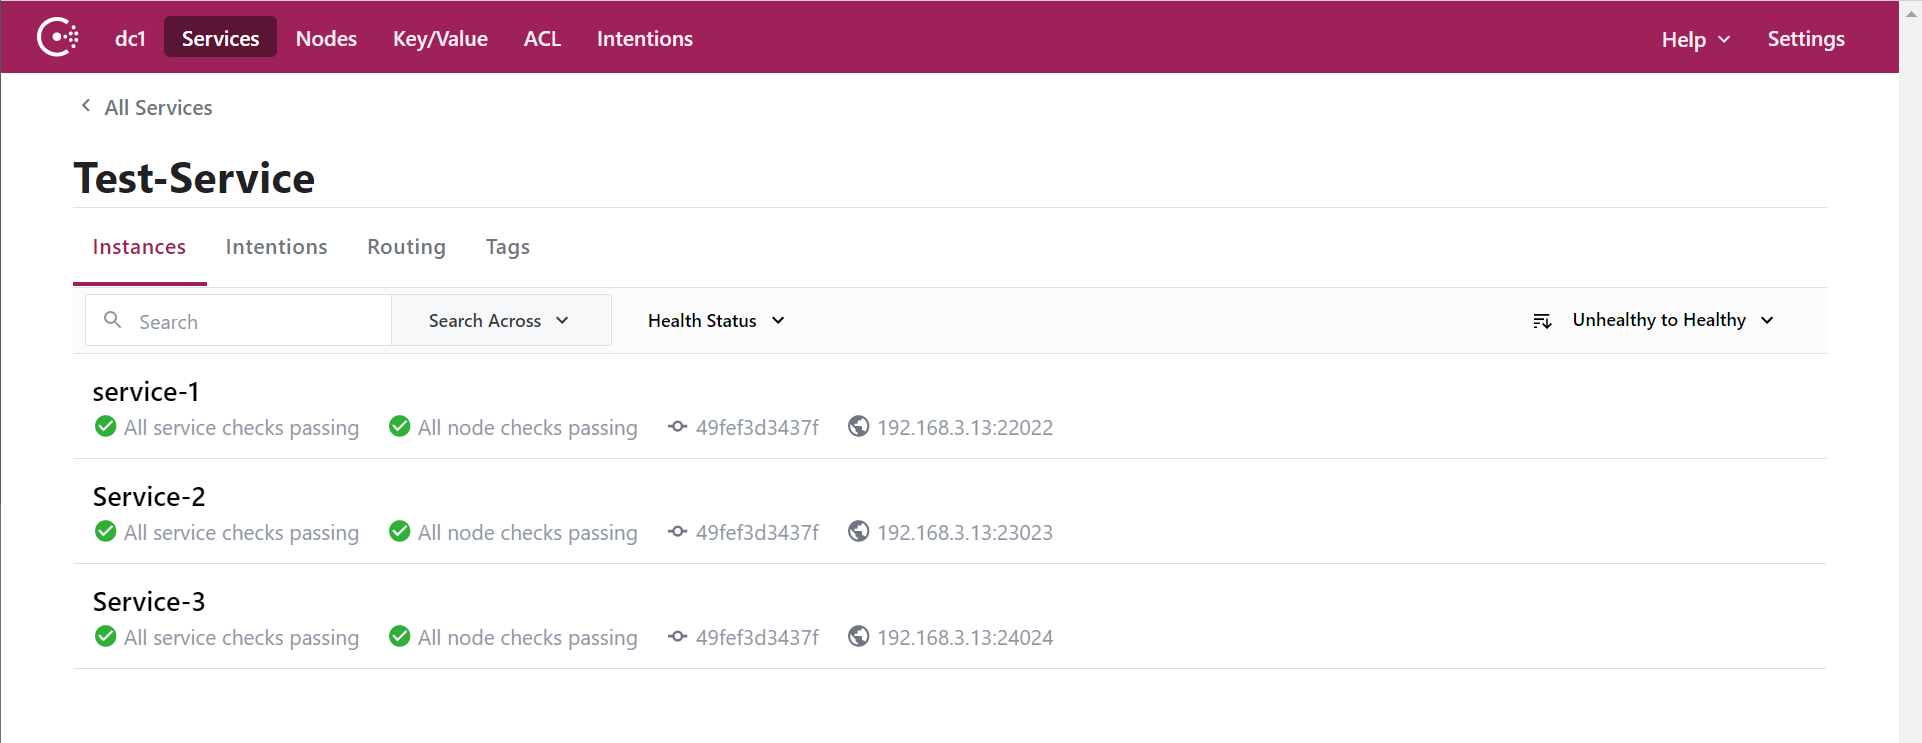 dc1 Services Nodes Key/Value ACL Intentions Help Settings
All Services
Test-Service
Instances Intentions Routing Tags
Search Search Across Health Status Unhealthy to Healthy
service-1
All service checks passing All node checks passing 49fef3d3437f 192.168.3.13:22022
Service-2
All service checks passing All node checks passing 49fef3d3437f 192.168.3.13:23023
Service-3
All service checks passing All node checks passing 49fef3d3437f 192.168.3.13:24024